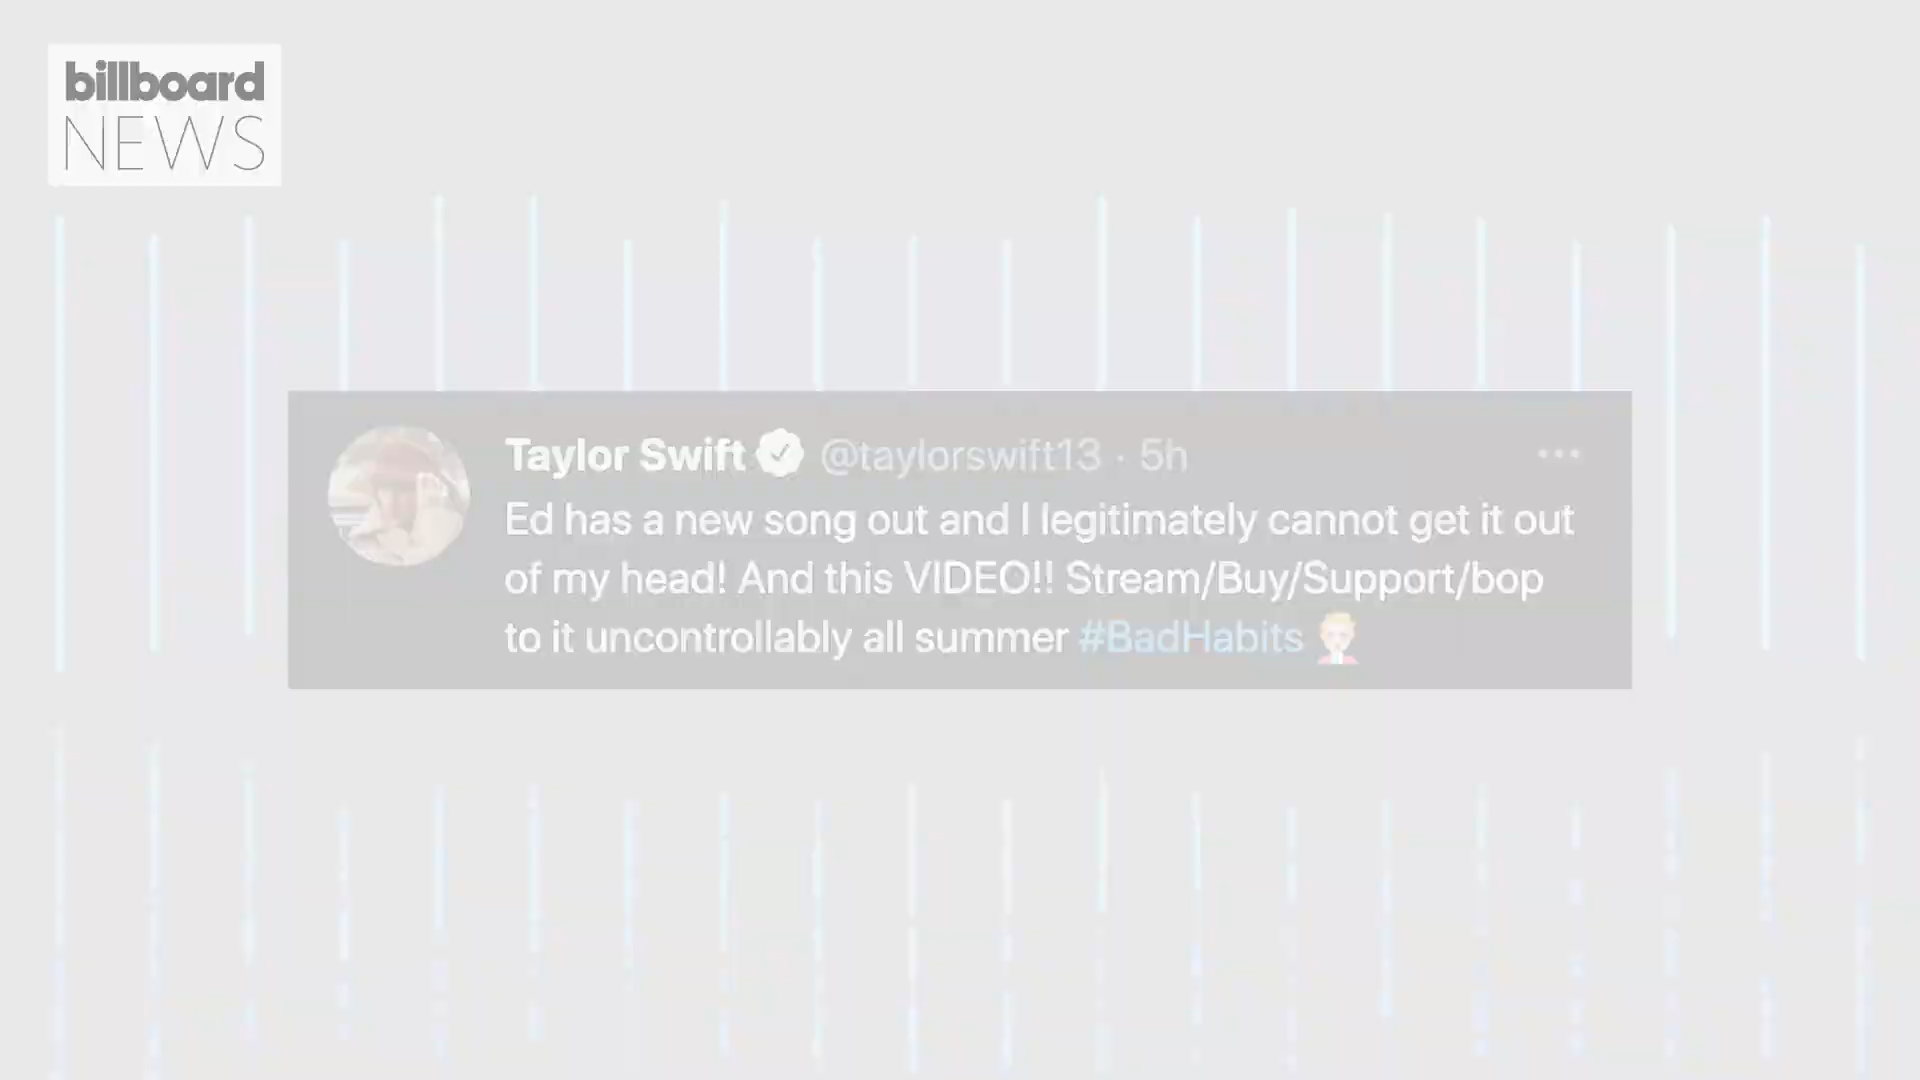 billboard
NEWS
Taylor Swift @taylorswift13 · 5h
Ed has a new song out and I legitimately cannot get it out
of my head! And this VIDEO!! Stream/Buy/Support/bop
to it uncontrollably all summer #BadHabits